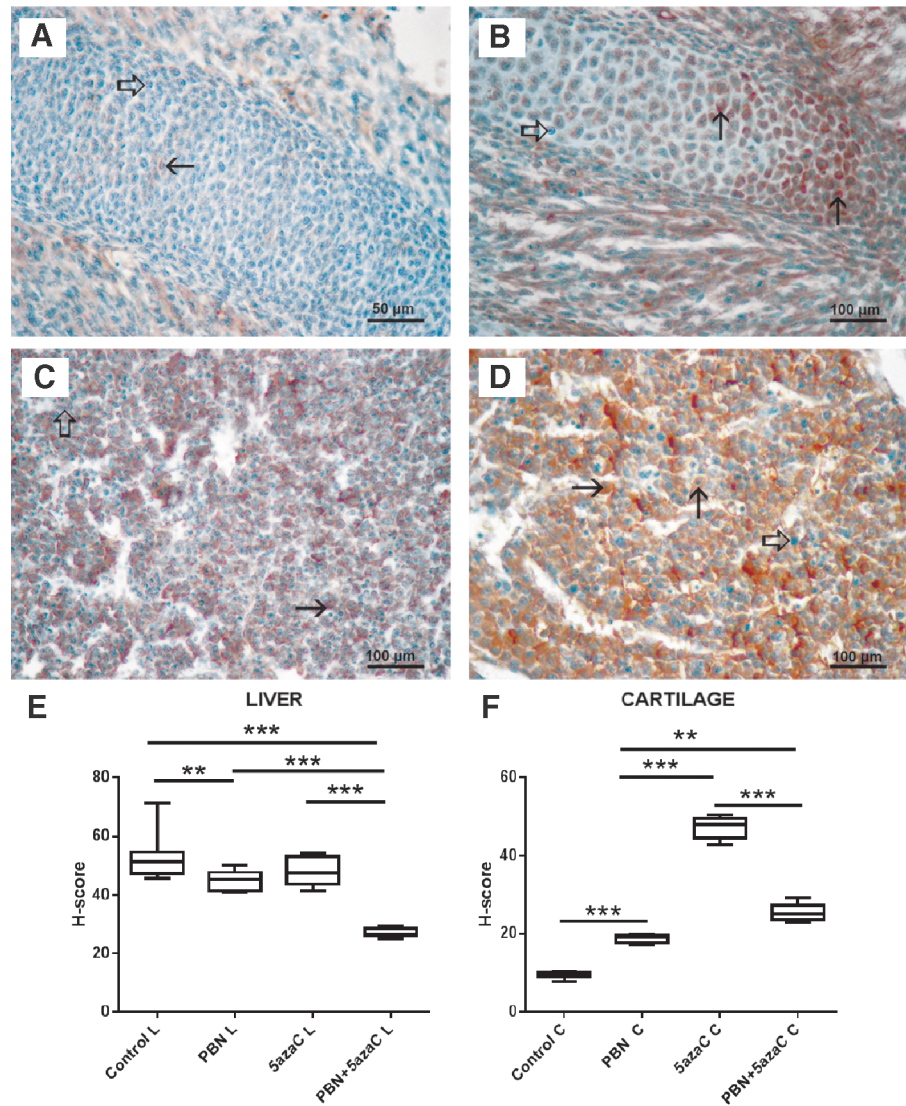 A
B
50 µm
100 µm
C
D
100 µm
100 µm
E
LIVER
***
**
***
***
80
60
40
20
0
H-score
Control L
PBN L
5azaC L
PBN+5azaC L
F
CARTILAGE
**
***
***
***
60
40
20
0
H-score
Control C
PBN C
5azaC C
PBN+5azaC C